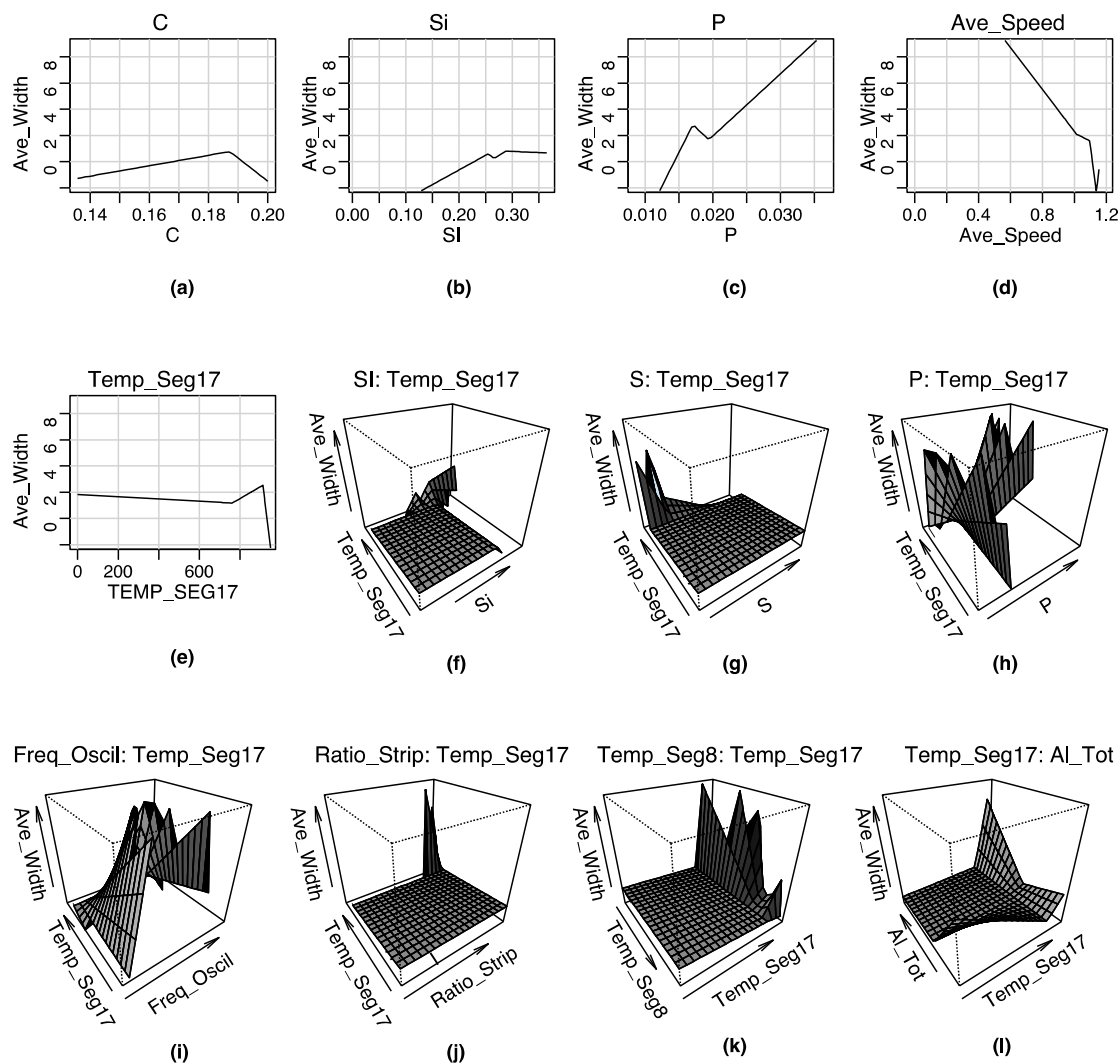 C
Si
P
Ave_Speed
Ave_Width
0 2 4 6 8
0.14 0.16 0.18 0.20
C
Ave_Width
0 2 4 6 8
0.00 0.10 0.20 0.30
SI
Ave_Width
0 2 4 6 8
0.010 0.020 0.030
P
Ave_Width
0 2 4 6 8
0.0 0.4 0.8 1.2
Ave_Speed
(a)
(b)
(c)
(d)
Temp_Seg17
SI: Temp_Seg17
S: Temp_Seg17
P: Temp_Seg17
Ave_Width
0 2 4 6 8
0 200 600
TEMP_SEG17
Ave_Width
Temp_Seg17
Si
Ave_Width
Temp_Seg17
S
Ave_Width
Temp_Seg17
P
(e)
(f)
(g)
(h)
Freq_Oscil: Temp_Seg17
Ratio_Strip: Temp_Seg17
Temp_Seg8: Temp_Seg17
Temp_Seg17: Al_Tot
Ave_Width
Temp_Seg17
Freq_Oscil
Ave_Width
Temp_Seg17
Ratio_Strip
Ave_Width
Temp_Seg8
Temp_Seg17
Ave_Width
Al_Tot
Temp_Seg17
(i)
(j)
(k)
(l)